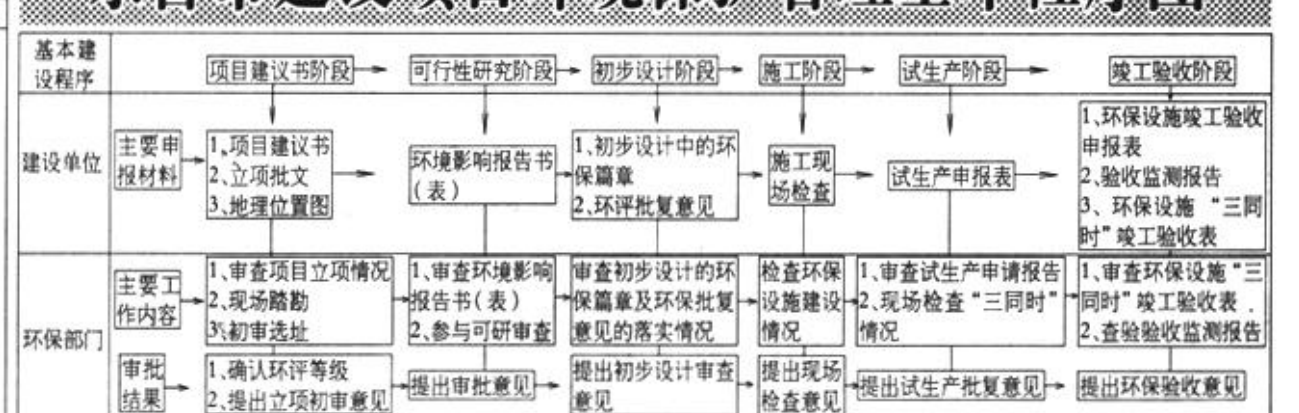 基本建
设程序
项目建议书阶段
可行性研究阶段
初步设计阶段
施工阶段
试生产阶段
竣工验收阶段
建设单位
主要申
报材料
1、项目建议书
2、立项批文
3、地理位置图
环境影响报告书
(表)
1、初步设计中的环
保篇章
2、环评批复意见
施工现
场检查
试生产申报表
1、环保设施竣工验收
申报表
2、验收监测报告
3、环保设施“三同
时”竣工验收表
环保部门
主要工
作内容
1、审查项目立项情况
2、现场踏勘
3、初审选址
1、审查环境影响
报告书(表)
2、参与可研审查
审查初步设计的环
保篇章及环保批复
意见的落实情况
检查环保
设施建设
情况
1、审查试生产申请报告
2、现场检查“三同时”
情况
1、审查环保设施“三
同时”竣工验收表.
2、查验验收监测报告
审批
结果
1、确认环评等级
2、提出立项初审意见
提出审批意见
提出初步设计审查
意见
提出现场
检查意见
提出试生产批复意见
提出环保验收意见